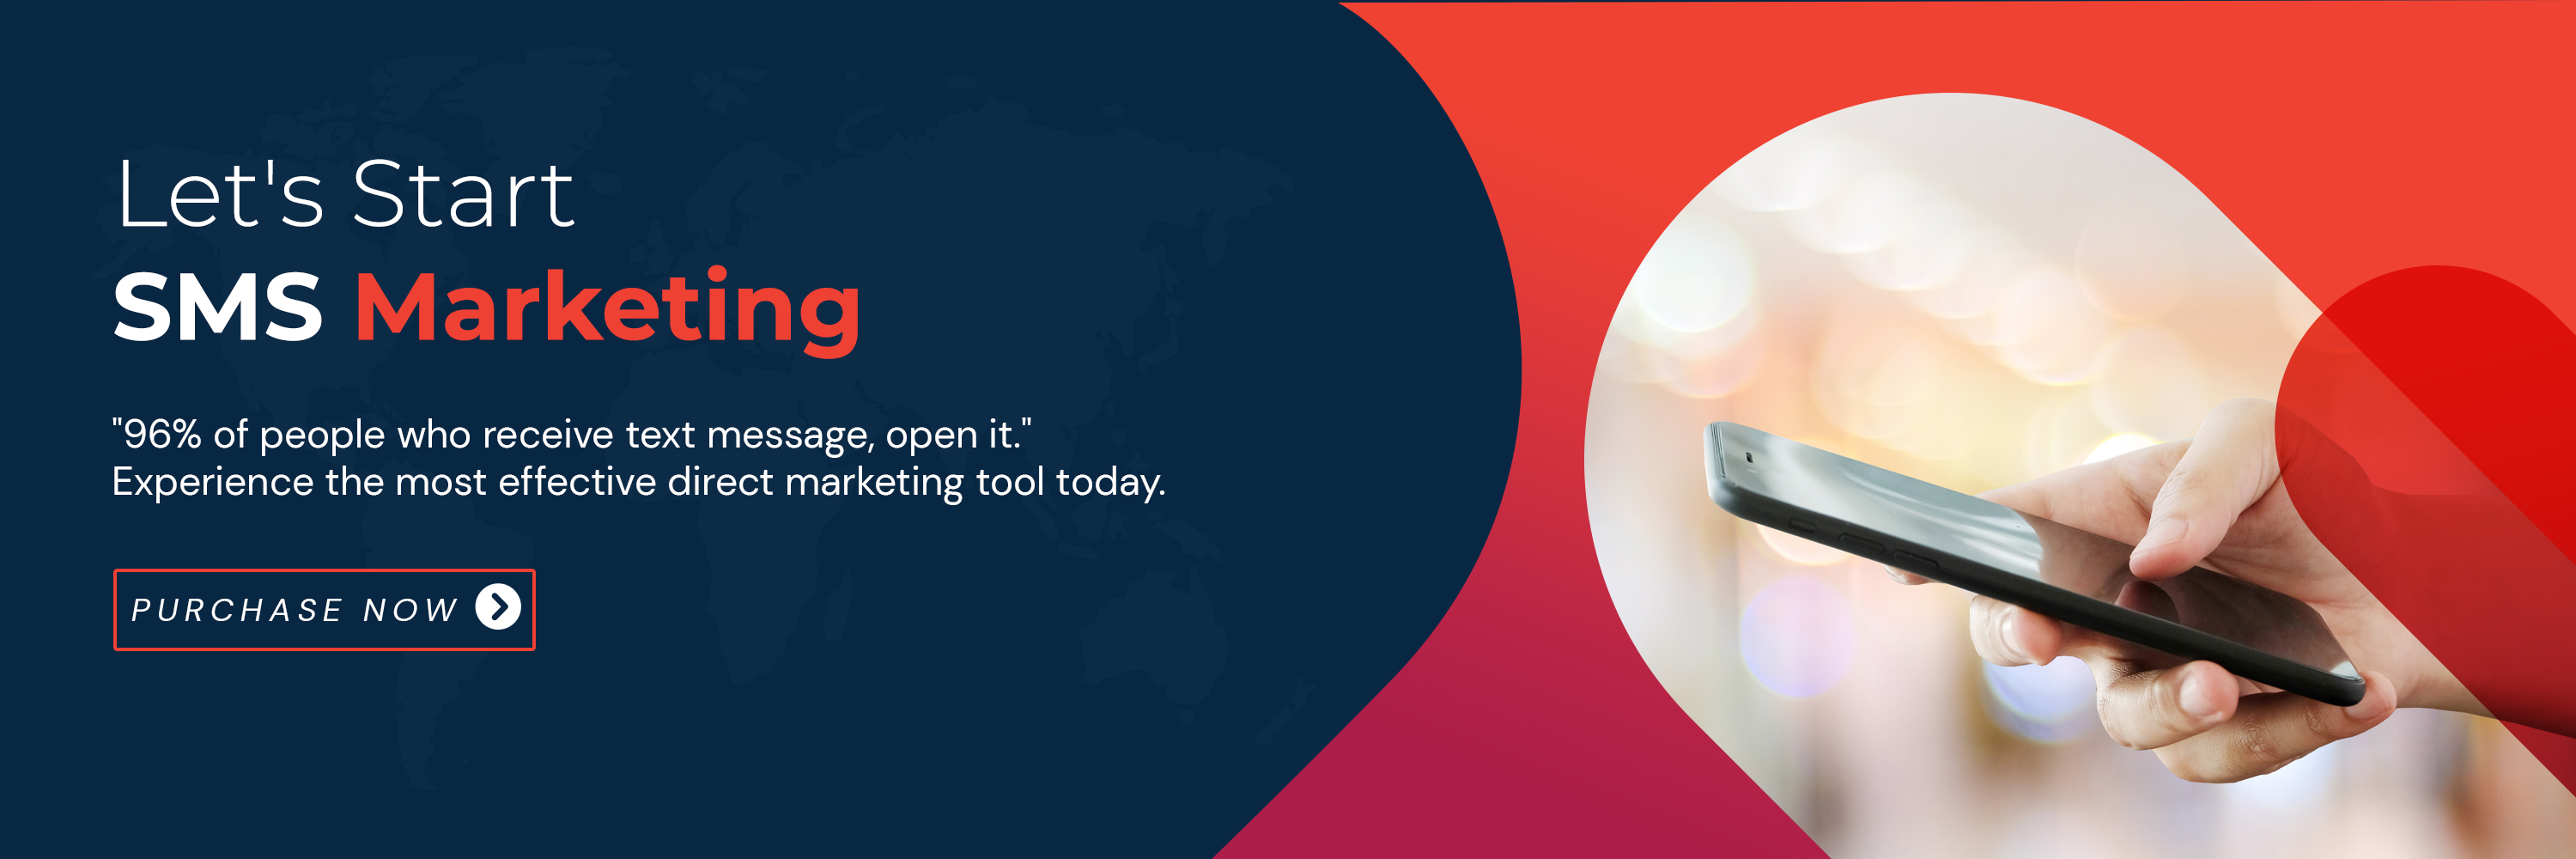 Let's Start
SMS Marketing
"96% of people who receive text message, open it."
Experience the most effective direct marketing tool today.
PURCHASE NOW